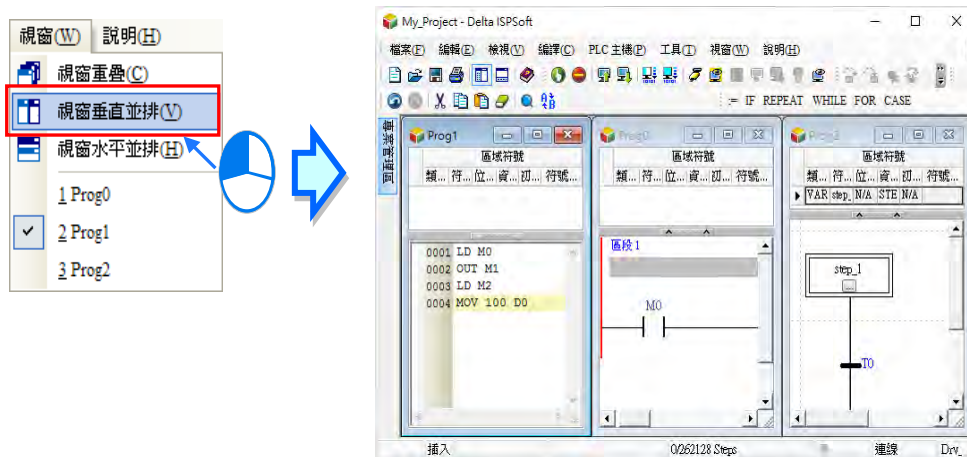 視窗(W) 說明(H)
視窗重疊(C)
視窗垂直並排(V)
視窗水平並排(H)
1 Prog0
2 Prog1
3 Prog2
My_Project - Delta ISPSoft
檔案(F) 編輯(E) 檢視(V) 編譯(C) PLC 主機(P) 工具(T) 視窗(W) 說明(H)
:= IF REPEAT WHILE FOR CASE
專案管理員
Prog1
區域符號
類... 符... 位... 資... 初... 符號...
0001 LD M0
0002 OUT M1
0003 LD M2
0004 MOV 100 D0
Prog0
區域符號
類... 符... 位... 資... 初... 符號...
區段 1
M0
Prog2
區域符號
類... 符... 位... 資... 初... 符號...
VAR step_ N/A STE N/A
step_1
...
T0
插入 0/262128 Steps 連線 Drv_